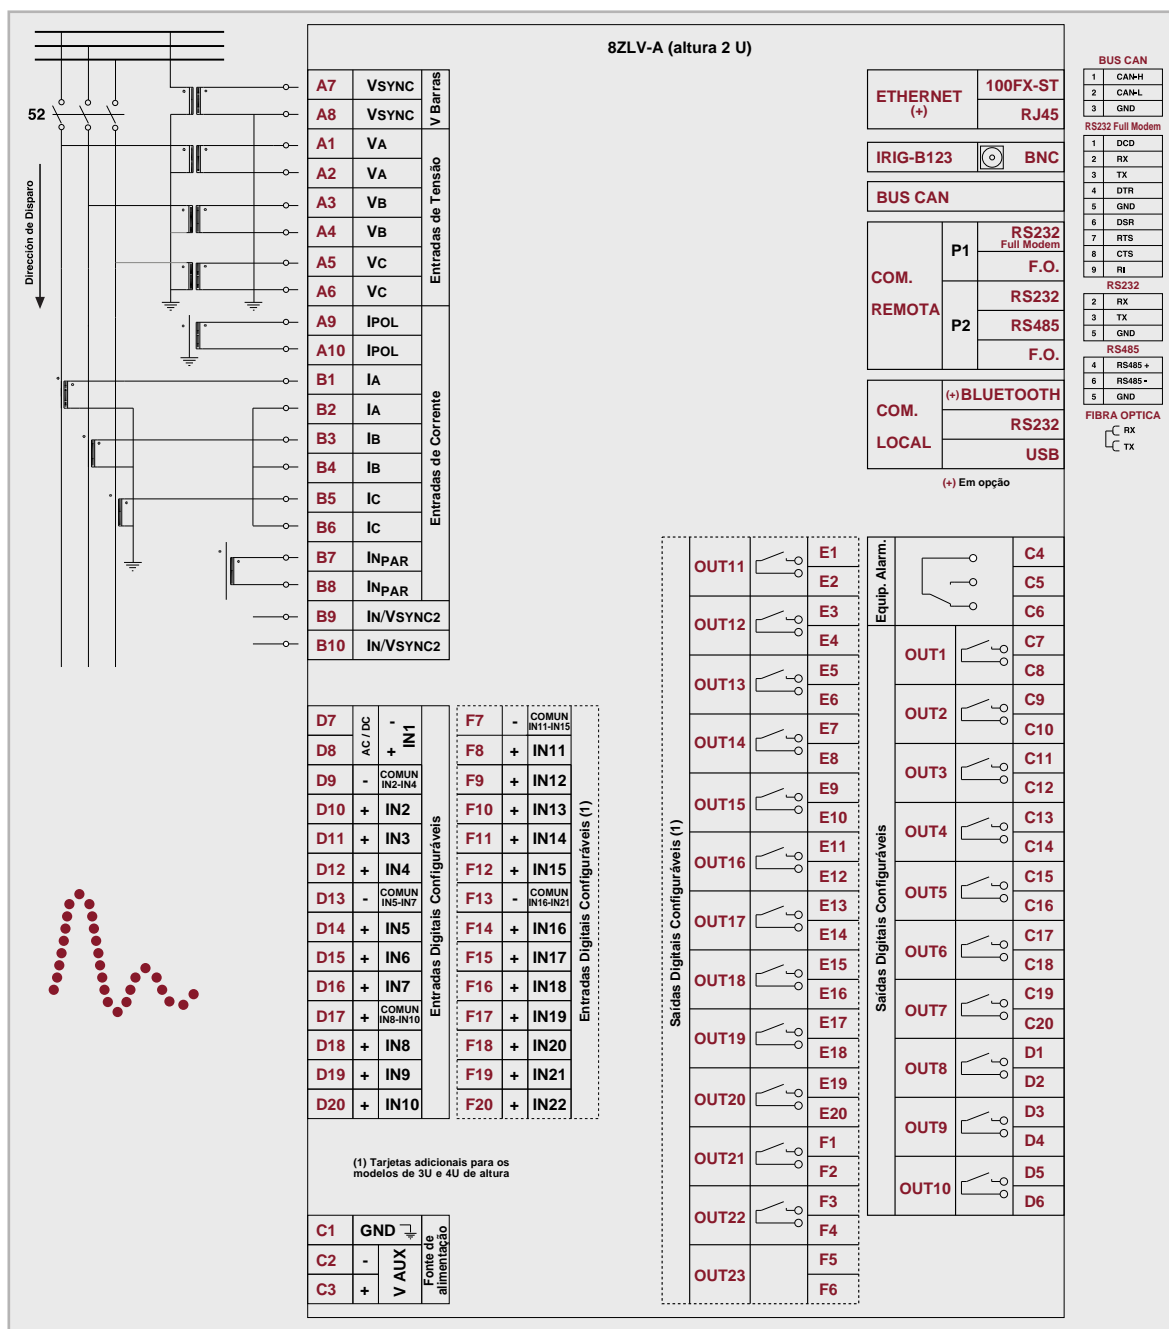 8ZLV-A (altura 2 U)
52
Dirección de Disparo
A7 VSYNC
A8 VSYNC
V Barras
A1 VA
A2 VA
A3 VB
A4 VB
A5 VC
A6 VC
Entradas de Tensão
A9 IPOL
A10 IPOL
B1 IA
B2 IA
B3 IB
B4 IB
B5 IC
B6 IC
B7 INPAR
B8 INPAR
Entradas de Corrente
B9 IN/VSYNC2
B10 IN/VSYNC2
ETHERNET (+)
100FX-ST
RJ45
IRIG-B123 BNC
BUS CAN
COM. REMOTA
P1
RS232
Full Modem
F.O.
P2
RS232
RS485
F.O.
COM. LOCAL
(+) BLUETOOTH
RS232
USB
(+) Em opção
BUS CAN
1 CAN-H
2 CAN-L
3 GND
RS232 Full Modem
1 DCD
2 RX
3 TX
4 DTR
5 GND
6 DSR
7 RTS
8 CTS
9 RI
RS232
2 RX
3 TX
5 GND
RS485
4 RS485 +
6 RS485 -
5 GND
FIBRA OPTICA
RX
TX
D7 -
D8 +
AC / DC
IN1
D9 - COMUN IN2-IN4
D10 + IN2
D11 + IN3
D12 + IN4
D13 - COMUN IN5-IN7
D14 + IN5
D15 + IN6
D16 + IN7
D17 + COMUN IN8-IN10
D18 + IN8
D19 + IN9
D20 + IN10
Entradas Digitais Configuráveis
F7 - COMUN IN11-IN15
F8 + IN11
F9 + IN12
F10 + IN13
F11 + IN14
F12 + IN15
F13 - COMUN IN16-IN21
F14 + IN16
F15 + IN17
F16 + IN18
F17 + IN19
F18 + IN20
F19 + IN21
F20 + IN22
Entradas Digitais Configuráveis (1)
(1) Tarjetas adicionais para os
modelos de 3U e 4U de altura
C1 GND
C2 -
C3 +
V AUX
Fonte de
alimentação
Saídas Digitais Configuráveis (1)
OUT11 E1
E2
OUT12 E3
E4
OUT13 E5
E6
OUT14 E7
E8
OUT15 E9
E10
OUT16 E11
E12
OUT17 E13
E14
OUT18 E15
E16
OUT19 E17
E18
OUT20 E19
E20
OUT21 F1
F2
OUT22 F3
F4
OUT23 F5
F6
Equip. Alarm.
C4
C5
C6
Saídas Digitais Configuráveis
OUT1 C7
C8
OUT2 C9
C10
OUT3 C11
C12
OUT4 C13
C14
OUT5 C15
C16
OUT6 C17
C18
OUT7 C19
C20
OUT8 D1
D2
OUT9 D3
D4
OUT10 D5
D6